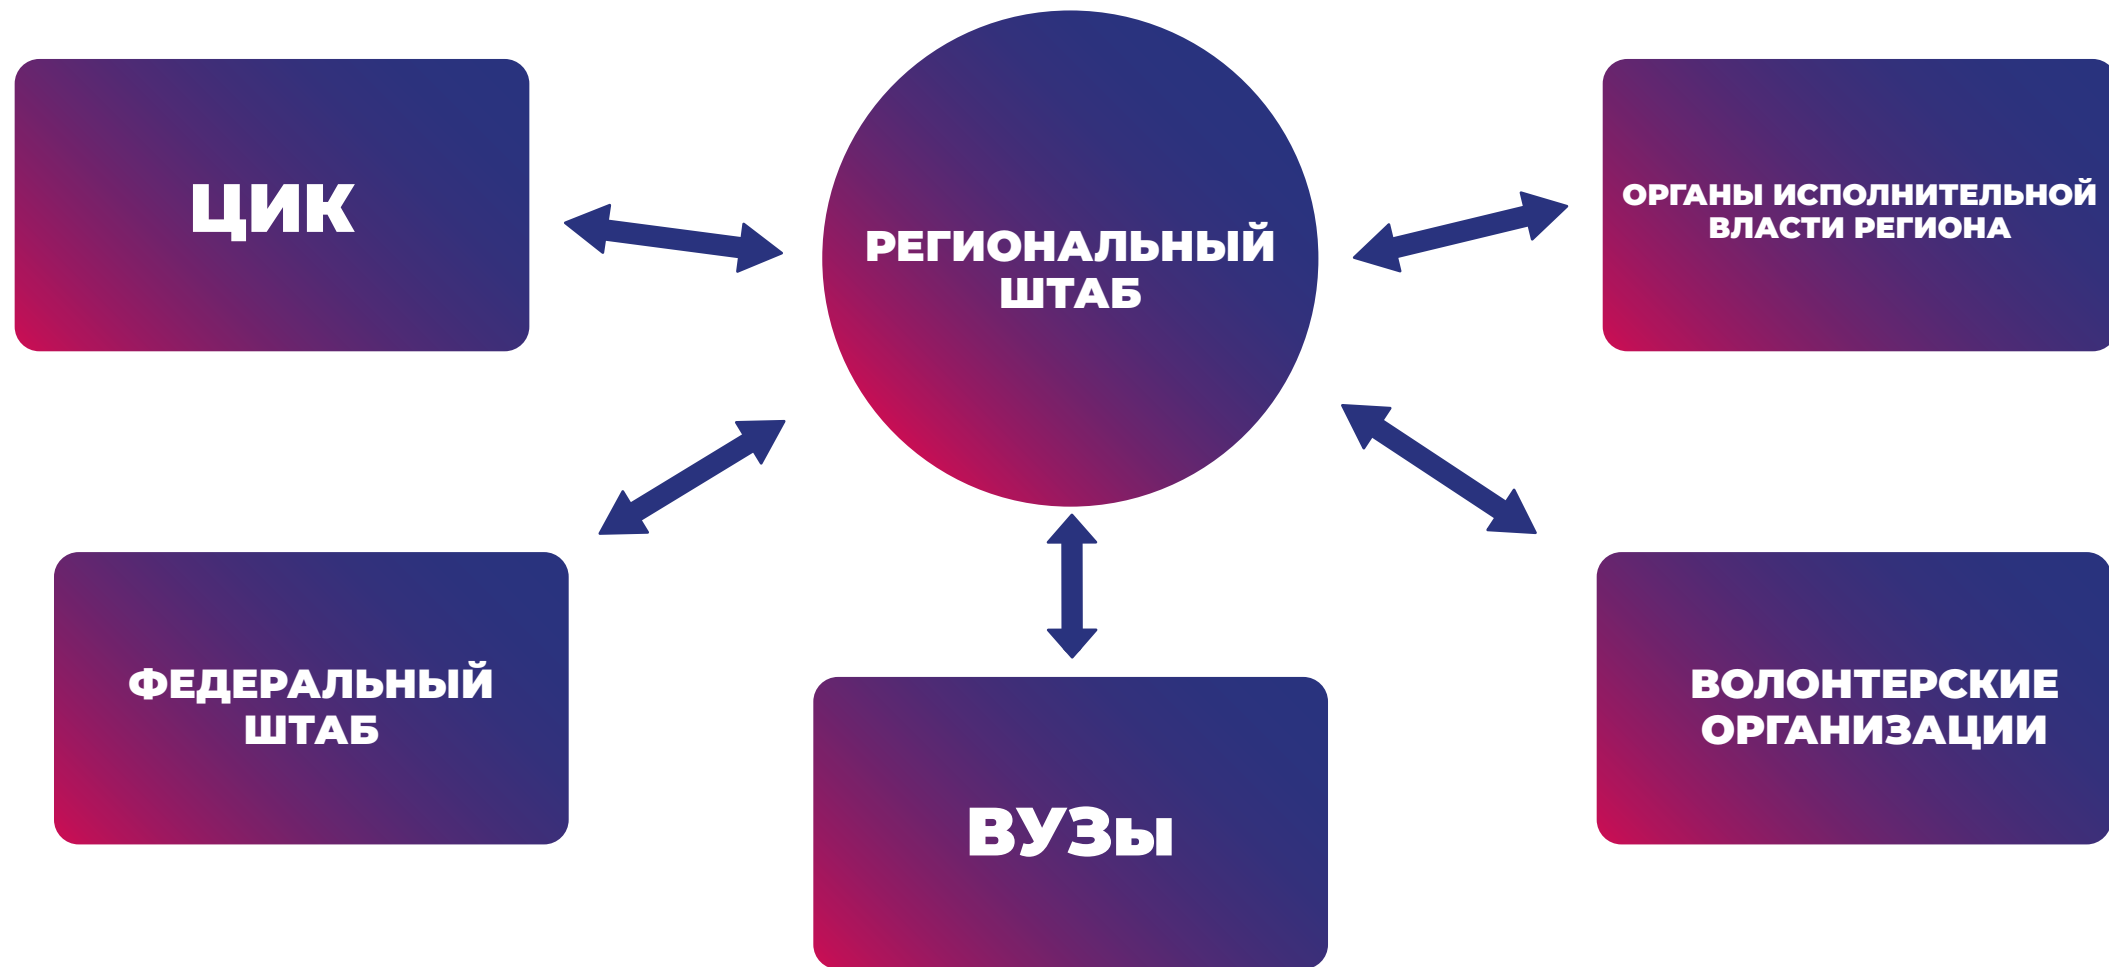 ЦИК
РЕГИОНАЛЬНЫЙ
ШТАБ
ОРГАНЫ ИСПОЛНИТЕЛЬНОЙ
ВЛАСТИ РЕГИОНА
ФЕДЕРАЛЬНЫЙ
ШТАБ
ВУЗы
ВОЛОНТЕРСКИЕ
ОРГАНИЗАЦИИ